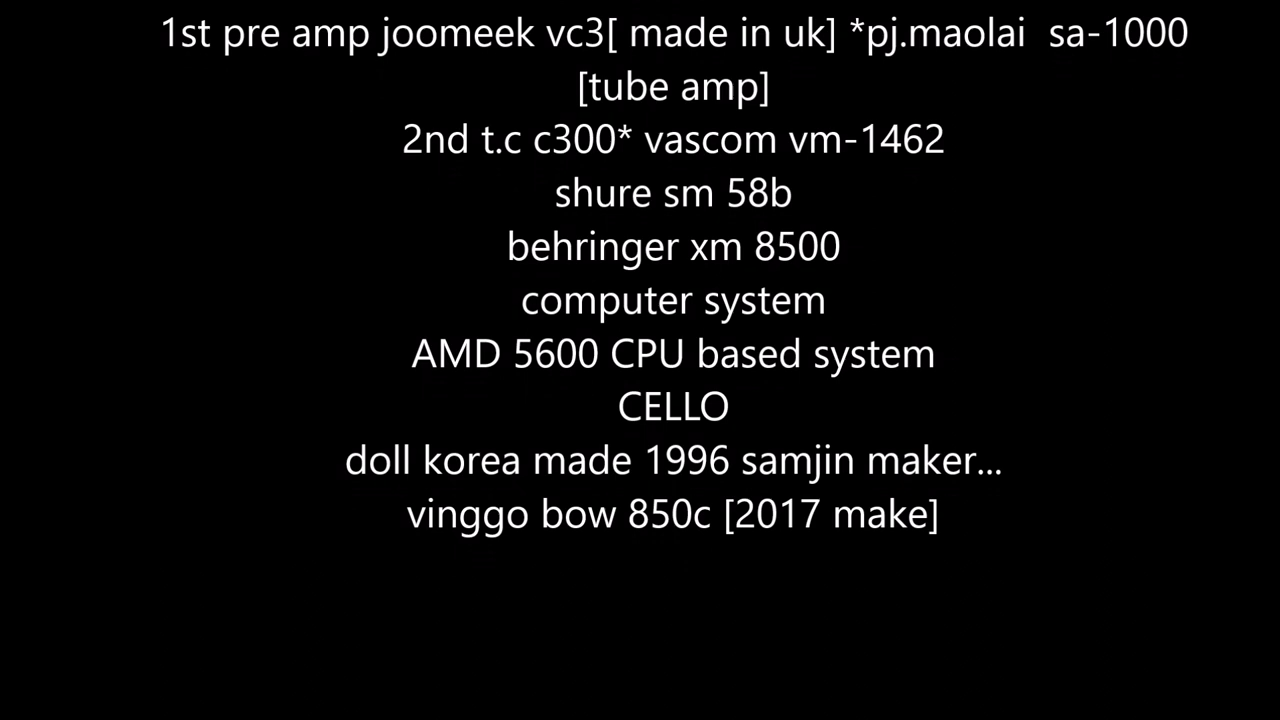 1st pre amp joomeek vc3[ made in uk] *pj.maolai  sa-1000
[tube amp]
2nd t.c c300* vascom vm-1462
shure sm 58b
behringer xm 8500
computer system
AMD 5600 CPU based system
CELLO
doll korea made 1996 samjin maker...
vinggo bow 850c [2017 make]